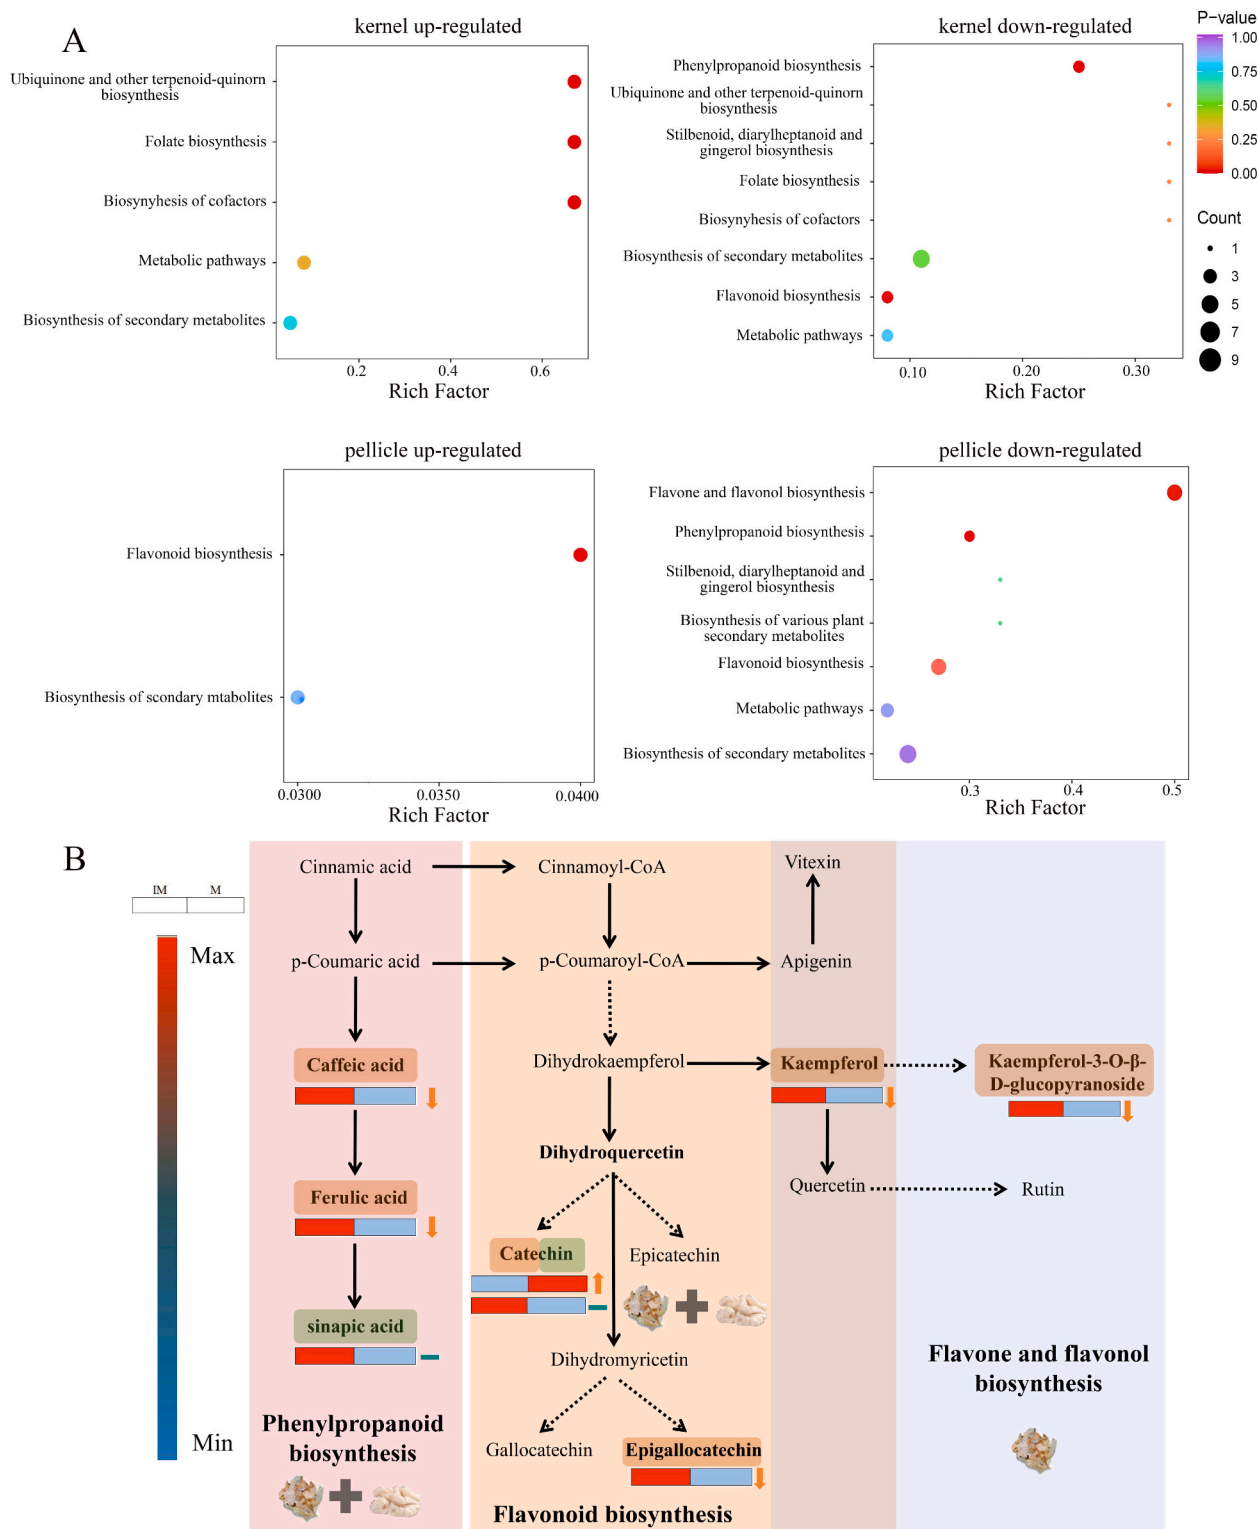 A
kernel up-regulated
Ubiquinone and other terpenoid-quinorn
biosynthesis
Folate biosynthesis
Biosynyhesis of cofactors
Metabolic pathways
Biosynthesis of secondary metabolites
0.2 0.4 0.6
Rich Factor
kernel down-regulated
Phenylpropanoid biosynthesis
Ubiquinone and other terpenoid-quinorn
biosynthesis
Stilbenoid, diarylheptanoid and
gingerol biosynthesis
Folate biosynthesis
Biosynyhesis of cofactors
Biosynthesis of secondary metabolites
Flavonoid biosynthesis
Metabolic pathways
0.10 0.20 0.30
Rich Factor
P-value
1.00
0.75
0.50
0.25
0.00
Count
1
3
5
7
9
pellicle up-regulated
Flavonoid biosynthesis
Biosynthesis of scondary mtabolites
0.0300 0.0350 0.0400
Rich Factor
pellicle down-regulated
Flavone and flavonol biosynthesis
Phenylpropanoid biosynthesis
Stilbenoid, diarylheptanoid and
gingerol biosynthesis
Biosynthesis of various plant
secondary metabolites
Flavonoid biosynthesis
Metabolic pathways
Biosynthesis of secondary metabolites
0.3 0.4 0.5
Rich Factor
B
IM M
Max
Min
Cinnamic acid
p-Coumaric acid
Caffeic acid
Ferulic acid
sinapic acid
Phenylpropanoid
biosynthesis
Cinnamoyl-CoA
p-Coumaroyl-CoA
Dihydrokaempferol
Dihydroquercetin
Catechin
Epicatechin
Dihydromyricetin
Gallocatechin
Epigallocatechin
Flavonoid biosynthesis
Vitexin
Apigenin
Kaempferol
Quercetin
Kaempferol-3-O-β-
D-glucopyranoside
Rutin
Flavone and flavonol
biosynthesis